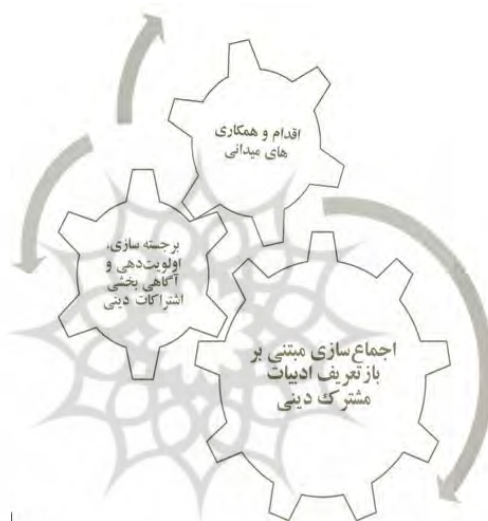 اقدام و همکاری
های میدانی
برجسته سازی،
اولویت‌دهی و
آگاهی بخشی
اشتراکات دینی
اجماع‌سازی مبتنی بر
بازتعریف ادبیات
مشترک دینی